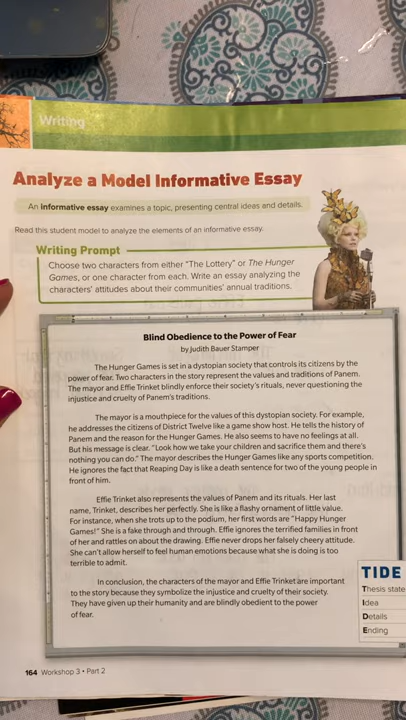 Writing
Analyze a Model Informative Essay
An informative essay examines a topic, presenting central ideas and details.
Read this student model to analyze the elements of an informative essay.
Writing Prompt
Choose two characters from either "The Lottery" or The Hunger
Games, or one character from each. Write an essay analyzing the
characters' attitudes about their communities' annual traditions.
Blind Obedience to the Power of Fear
by Judith Bauer Stamper
The Hunger Games is set in a dystopian society that controls its citizens by the
power of fear. Two characters in the story represent the values and traditions of Panem.
The mayor and Effie Trinket blindly enforce their society's rituals, never questioning the
injustice and cruelty of Panem's traditions.
The mayor is a mouthpiece for the values of this dystopian society. For example,
he addresses the citizens of District Twelve like a game show host. He tells the history of
Panem and the reason for the Hunger Games. He also seems to have no feelings at all.
But his message is clear. "Look how we take your children and sacrifice them and there's
nothing you can do." The mayor describes the Hunger Games like any sports competition.
He ignores the fact that Reaping Day is like a death sentence for two of the young people in
front of him.
Effie Trinket also represents the values of Panem and its rituals. Her last
name, Trinket, describes her perfectly. She is like a flashy ornament of little value.
For instance, when she trots up to the podium, her first words are "Happy Hunger
Games!" She is a fake through and through. Effie ignores the terrified families in front
of her and rattles on about the drawing. Effie never drops her falsely cheery attitude.
She can't allow herself to feel human emotions because what she is doing is too
terrible to admit.
In conclusion, the characters of the mayor and Effie Trinket are important
to the story because they symbolize the injustice and cruelty of their society.
They have given up their humanity and are blindly obedient to the power
of fear.
TIDE
Thesis state
Idea
Details
Ending
164 Workshop 3 • Part 2